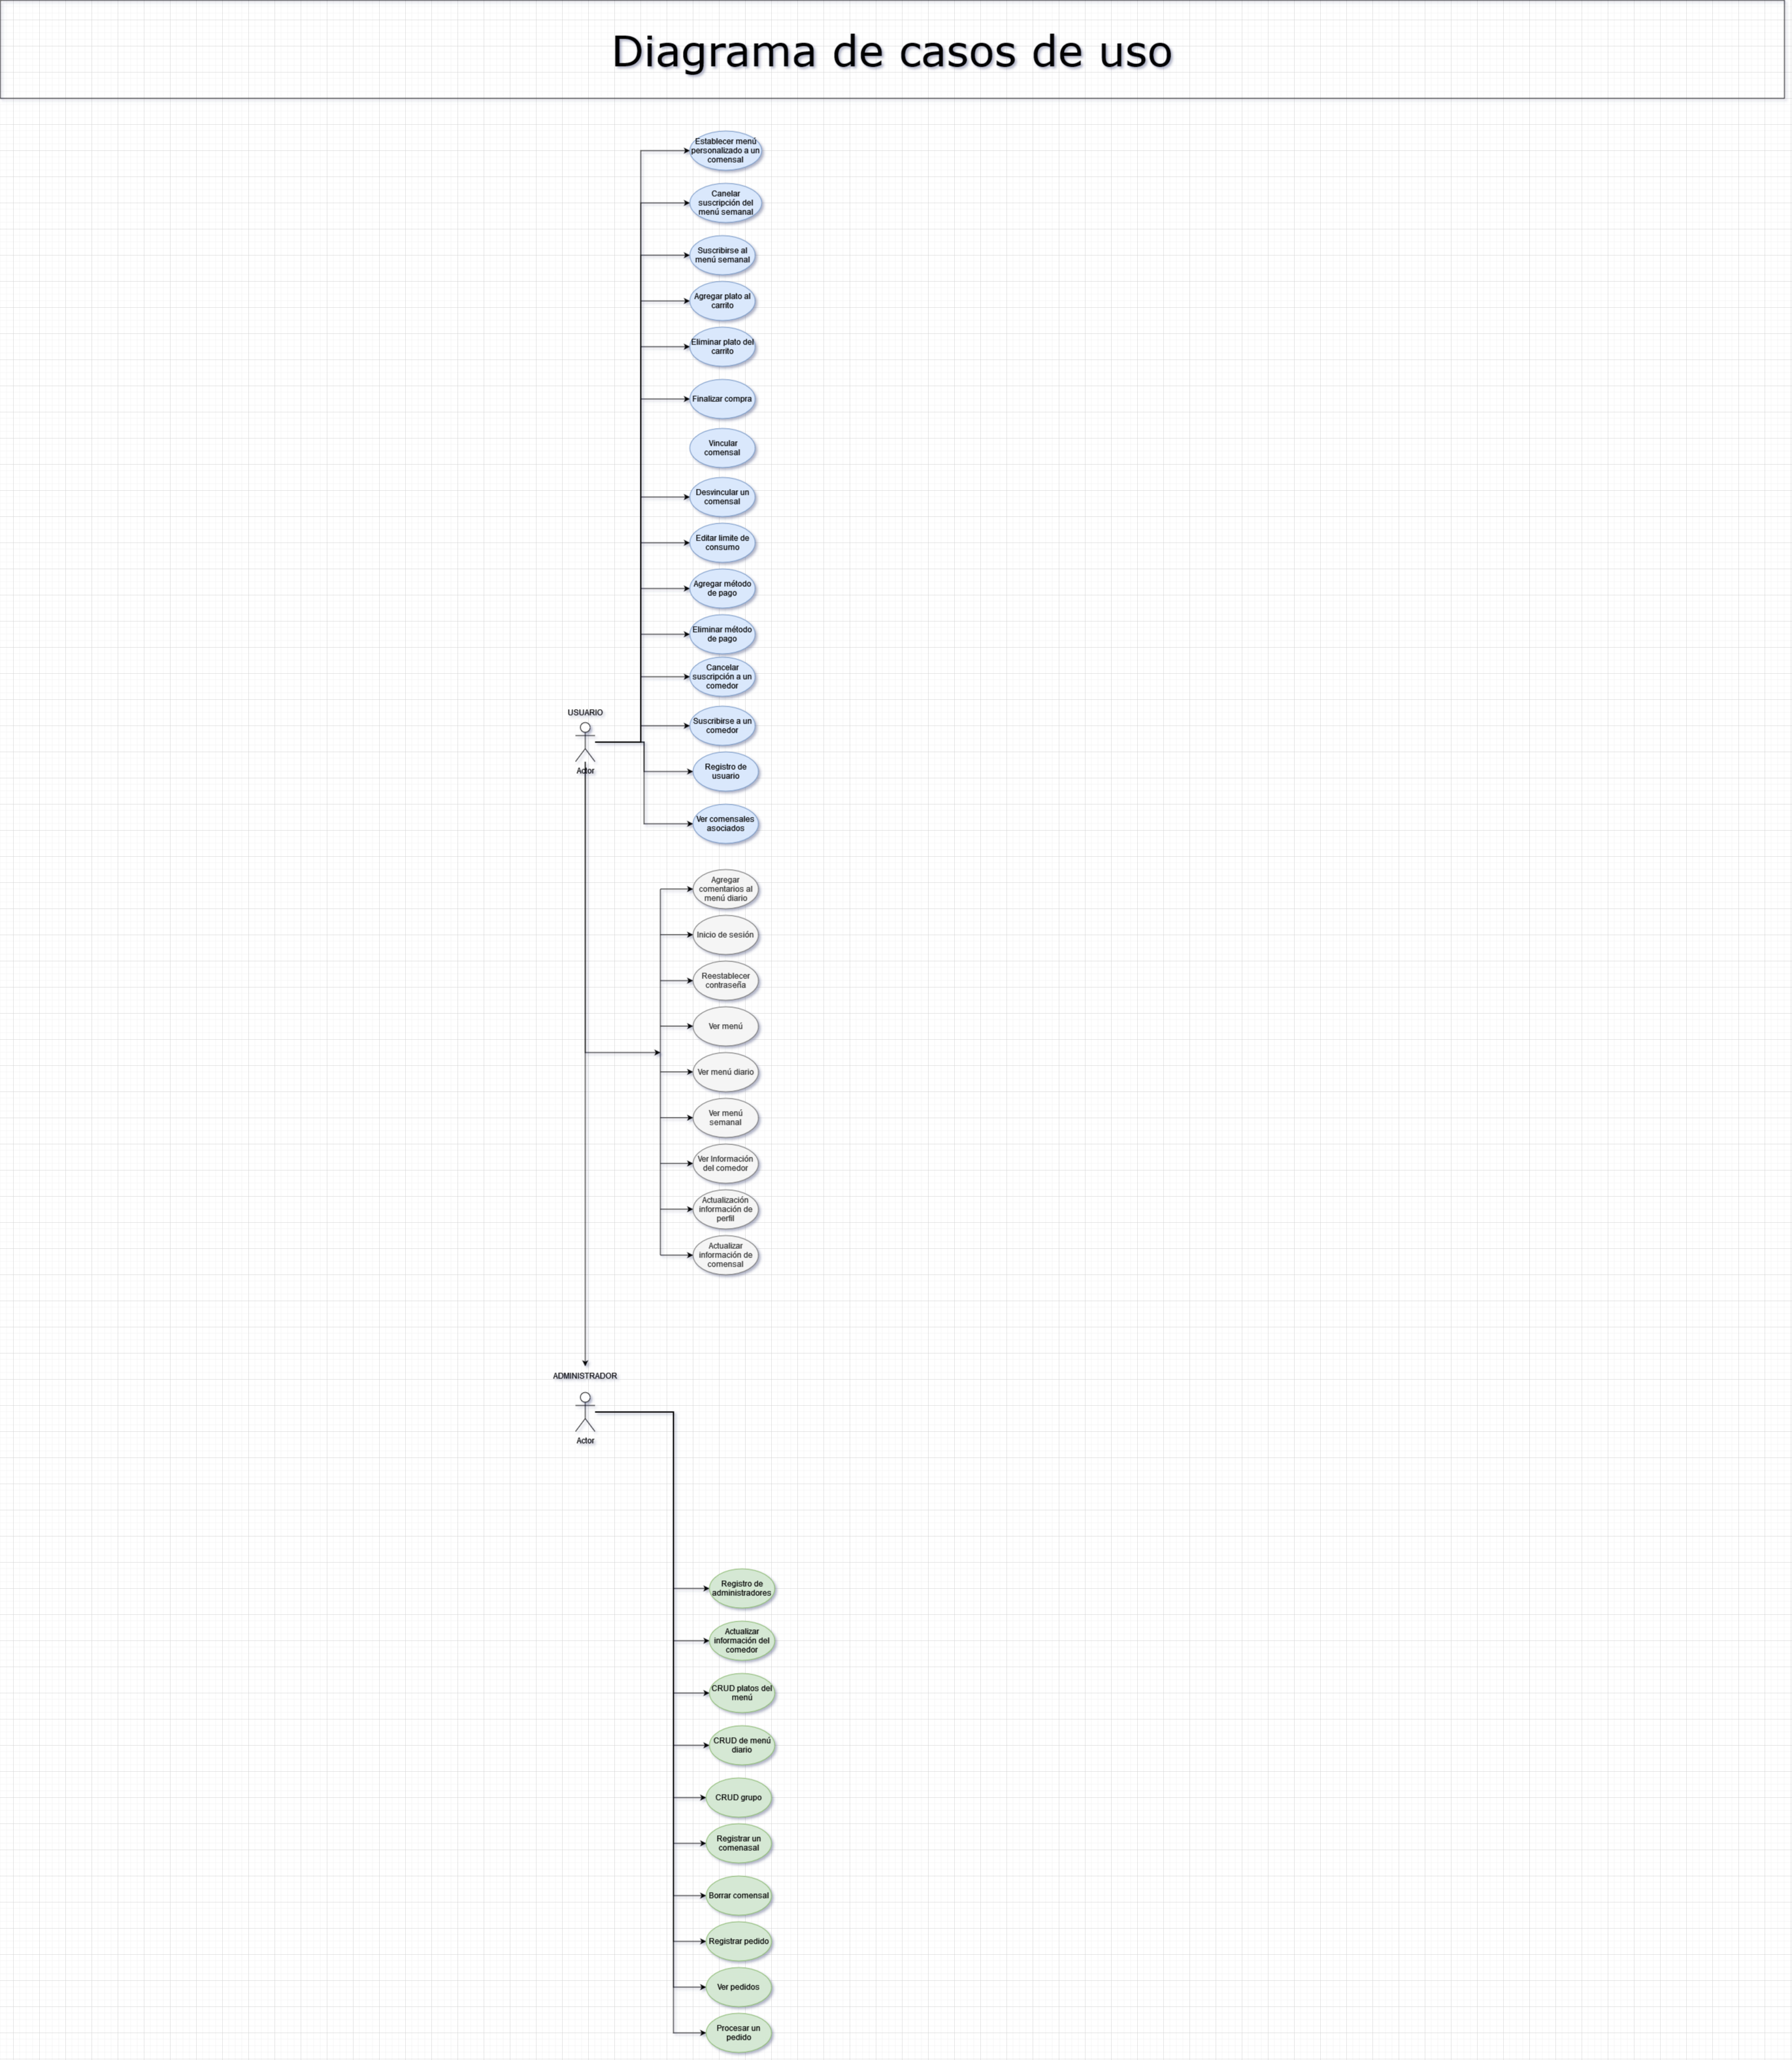 Diagrama de casos de uso
Establecer menú
personalizado a un
comensal
Canelar
suscripción del
menú semanal
Suscribirse al
menú semanal
Agregar plato al
carrito
Eliminar plato del
carrito
Finalizar compra
Vincular
comensal
Desvincular un
comensal
Editar limite de
consumo
Agregar método
de pago
Eliminar método
de pago
Cancelar
suscripción a un
comedor
USUARIO
Suscribirse a un
comedor
Actor
Registro de
usuario
Ver comensales
asociados
Agregar
comentarios al
menú diario
Inicio de sesión
Reestablecer
contraseña
Ver menú
Ver menú diario
Ver menú
semanal
Ver Información
del comedor
Actualización
información de
perfil
Actualizar
información de
comensal
ADMINISTRADOR
Actor
Registro de
administradores
Actualizar
información del
comedor
CRUD platos del
menú
CRUD de menú
diario
CRUD grupo
Registrar un
comenasal
Borrar comensal
Registrar pedido
Ver pedidos
Procesar un
pedido